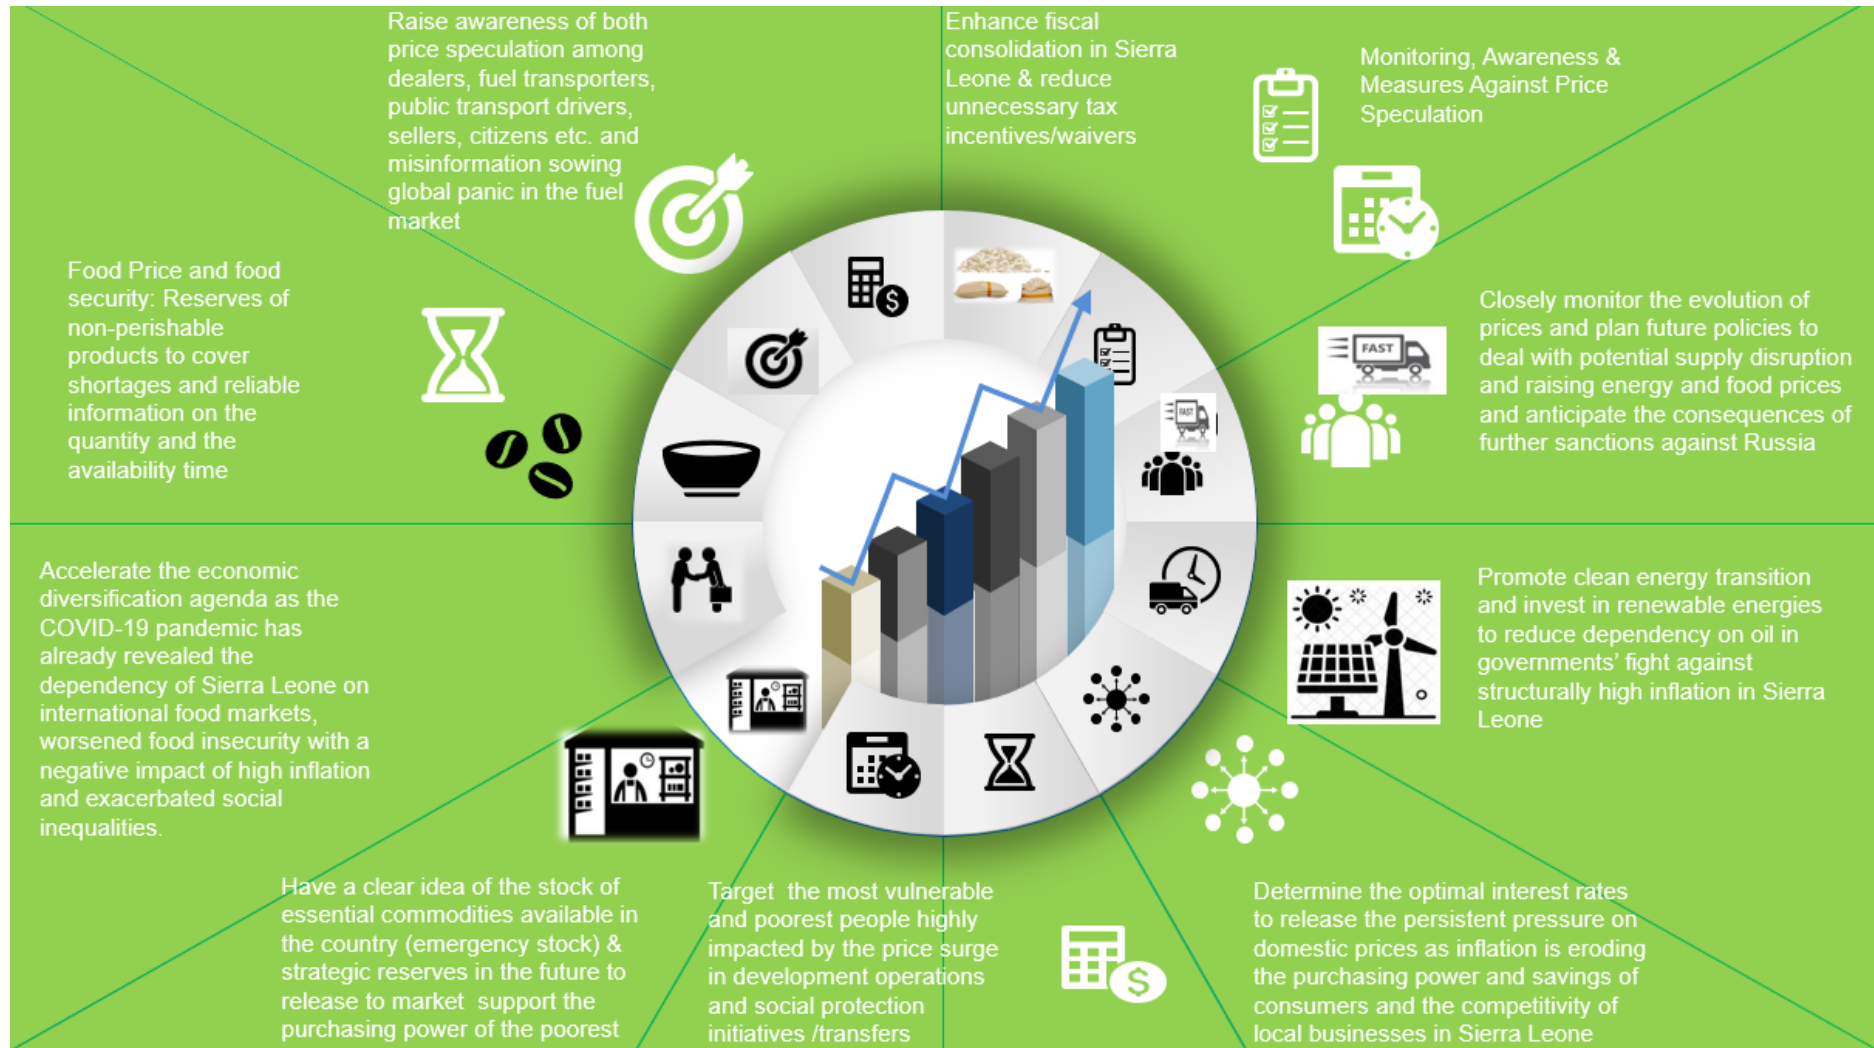 Raise awareness of both
price speculation among
dealers, fuel transporters,
public transport drivers,
sellers, citizens etc. and
misinformation sowing
global panic in the fuel
market
Enhance fiscal
consolidation in Sierra
Leone & reduce
unnecessary tax
incentives/waivers
Monitoring, Awareness &
Measures Against Price
Speculation
Food Price and food
security: Reserves of
non-perishable
products to cover
shortages and reliable
information on the
quantity and the
availability time
Closely monitor the evolution of
prices and plan future policies to
deal with potential supply disruption
and raising energy and food prices
and anticipate the consequences of
further sanctions against Russia
FAST
FAST
$
Accelerate the economic
diversification agenda as the
COVID-19 pandemic has
already revealed the
dependency of Sierra Leone on
international food markets,
worsened food insecurity with a
negative impact of high inflation
and exacerbated social
inequalities.
Promote clean energy transition
and invest in renewable energies
to reduce dependency on oil in
governments’ fight against
structurally high inflation in Sierra
Leone
Have a clear idea of the stock of
essential commodities available in
the country (emergency stock) &
strategic reserves in the future to
release to market  support the
purchasing power of the poorest
Target  the most vulnerable
and poorest people highly
impacted by the price surge
in development operations
and social protection
initiatives /transfers
$
Determine the optimal interest rates
to release the persistent pressure on
domestic prices as inflation is eroding
the purchasing power and savings of
consumers and the competitivity of
local businesses in Sierra Leone